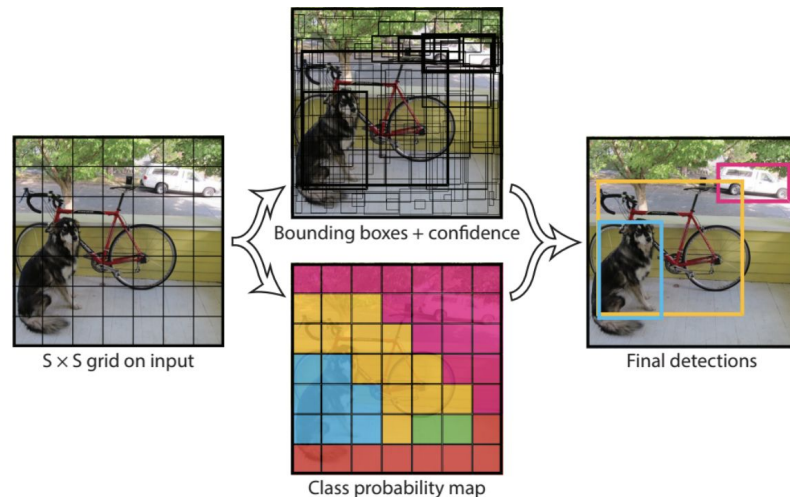 Bounding boxes + confidence
S × S grid on input
Final detections
Class probability map